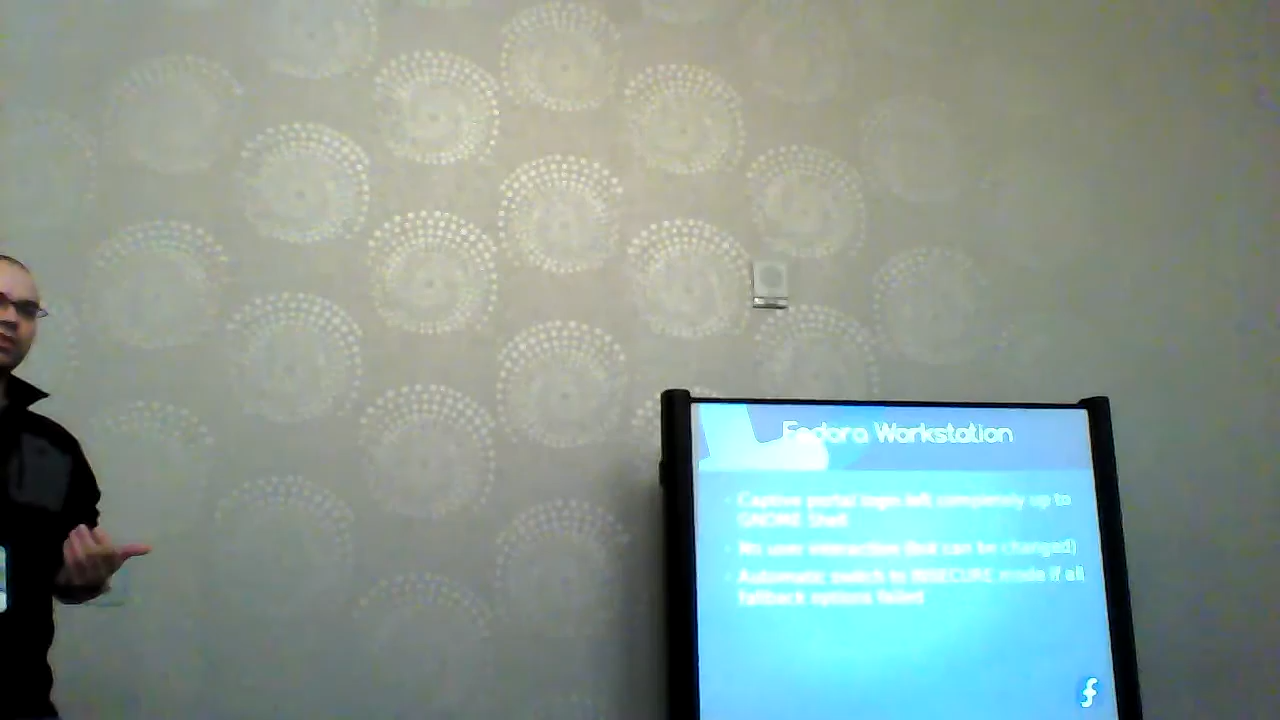 Fedora Workstation
Captive portal login left completely up to
GNOME Shell
No user interaction (but can be changed)
Automatic switch to INSECURE mode if all
fallback options failed